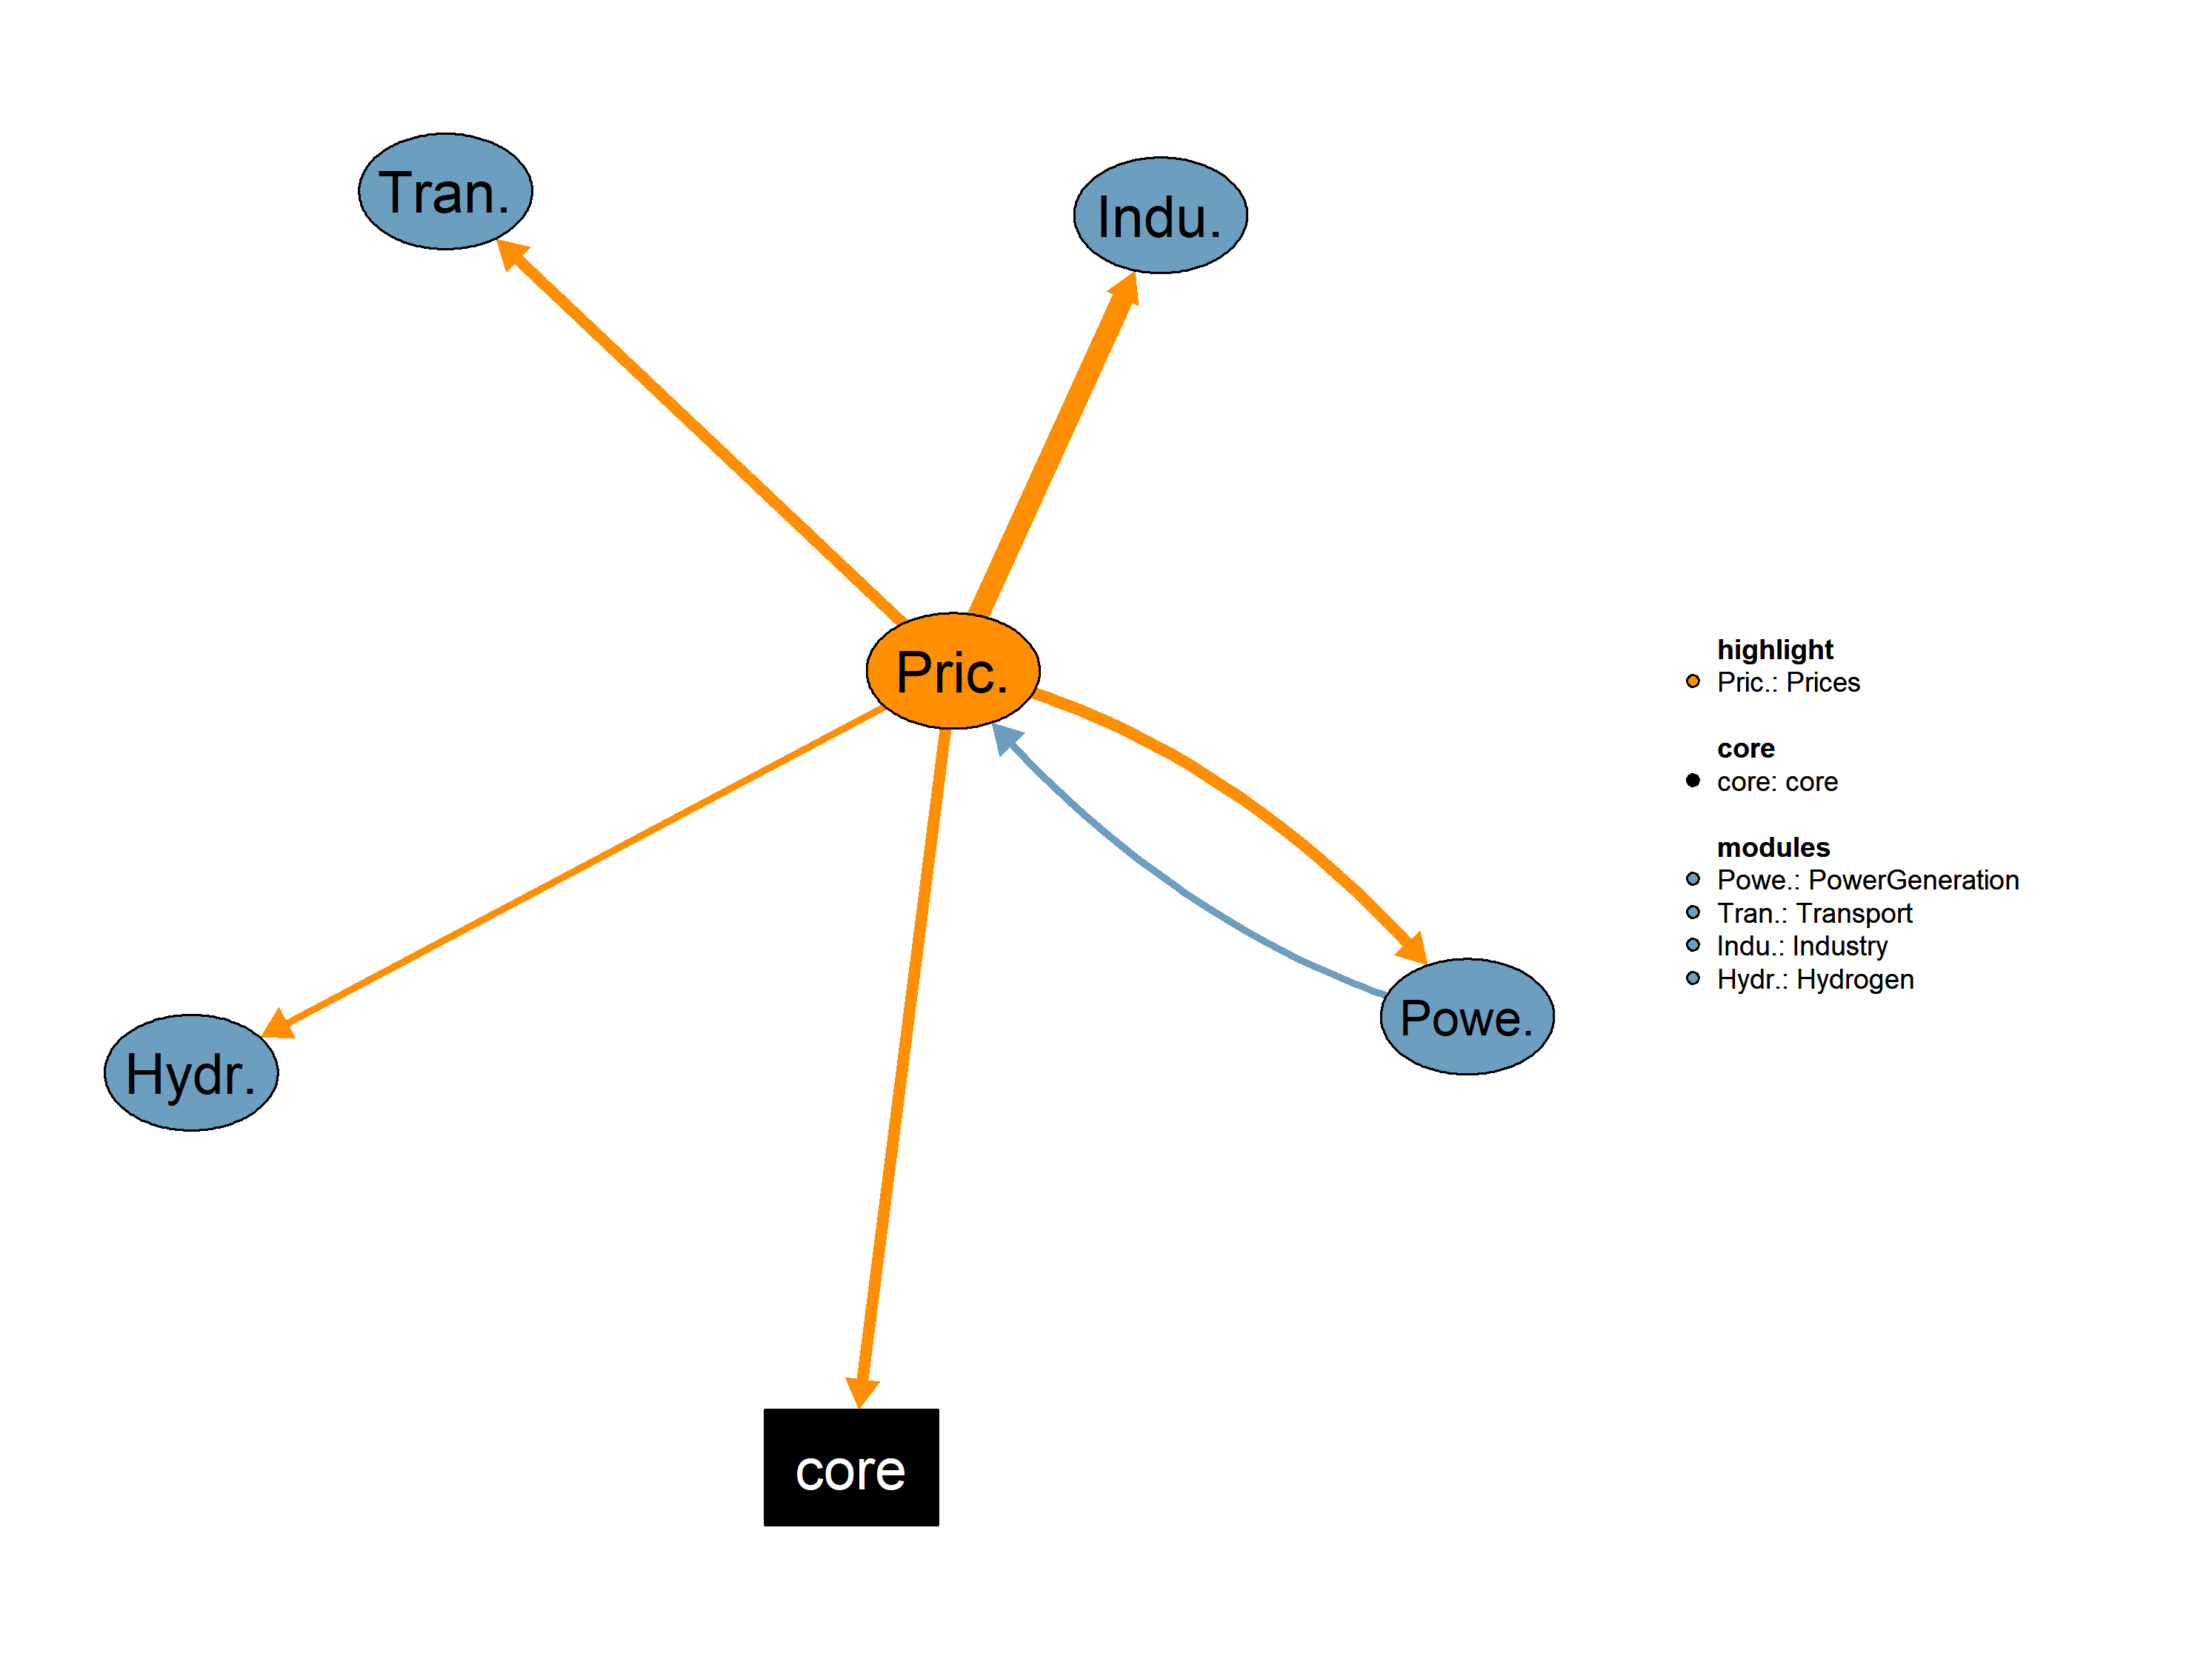 Tran.
Indu.
Pric.
Hydr.
Powe.
core
highlight
Pric.: Prices
core
core: core
modules
Powe.: PowerGeneration
Tran.: Transport
Indu.: Industry
Hydr.: Hydrogen